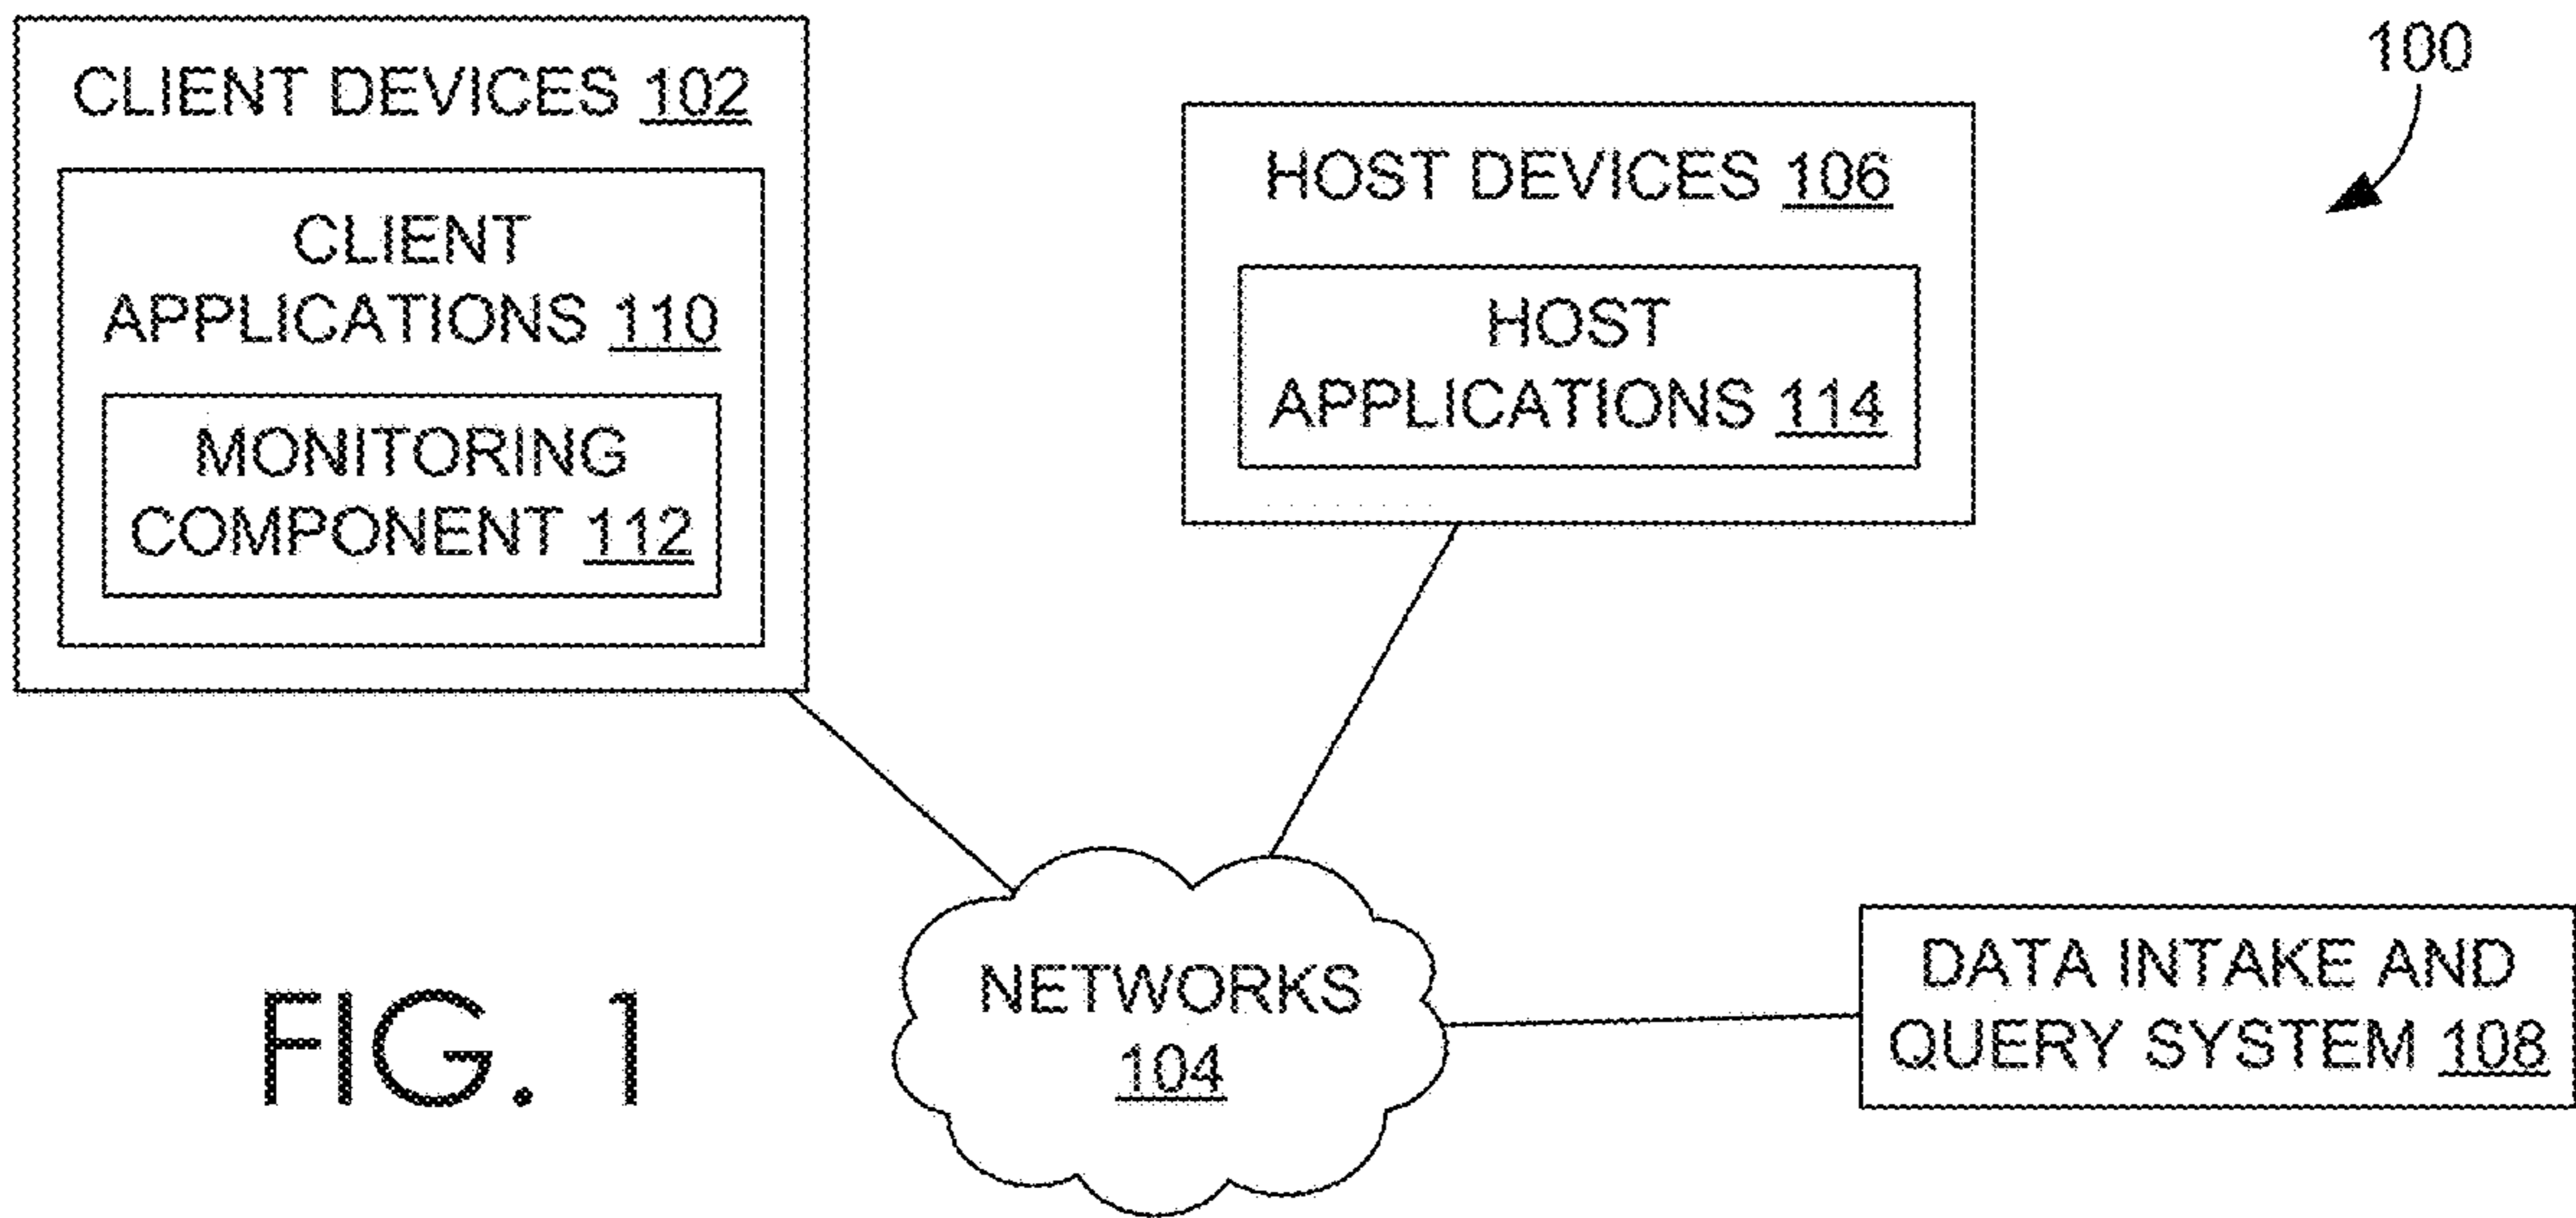 100
CLIENT DEVICES 102
CLIENT
APPLICATIONS 110
MONITORING
COMPONENT 112
HOST DEVICES 106
HOST
APPLICATIONS 114
NETWORKS
104
DATA INTAKE AND
QUERY SYSTEM 108
FIG. 1